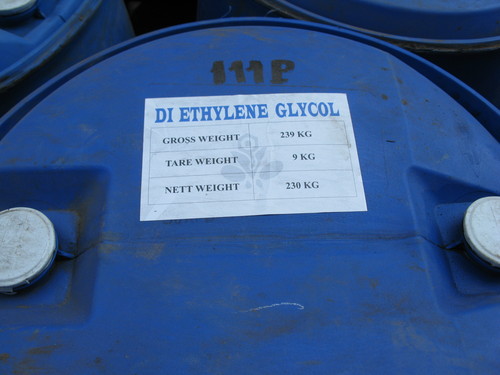 111P
DI ETHYLENE GLYCOL
GROSS WEIGHT 239 KG
TARE WEIGHT 9 KG
NETT WEIGHT 230 KG